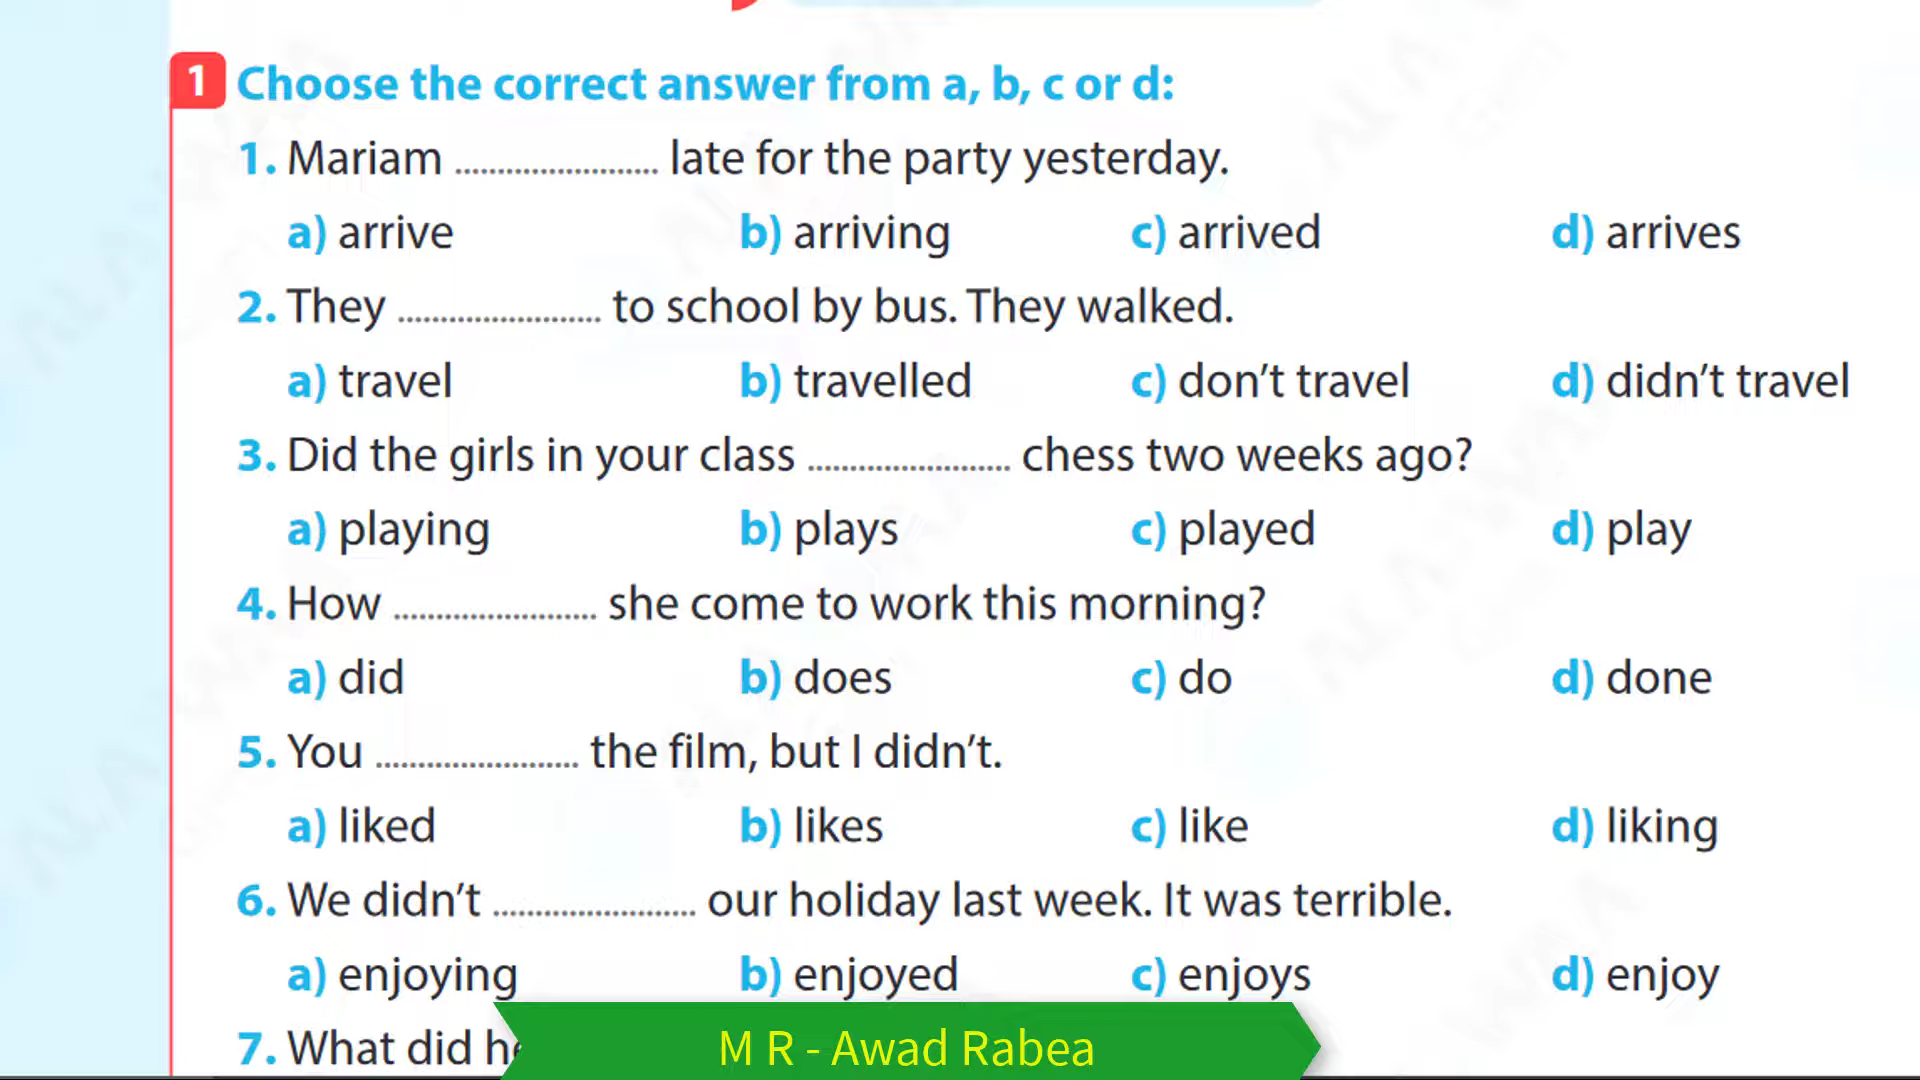 1 Choose the correct answer from a, b, c or d:
1. Mariam ........................ late for the party yesterday.
a) arrive b) arriving c) arrived d) arrives
2. They ........................ to school by bus. They walked.
a) travel b) travelled c) don't travel d) didn't travel
3. Did the girls in your class ........................ chess two weeks ago?
a) playing b) plays c) played d) play
4. How ........................ she come to work this morning?
a) did b) does c) do d) done
5. You ........................ the film, but I didn't.
a) liked b) likes c) like d) liking
6. We didn't ........................ our holiday last week. It was terrible.
a) enjoying b) enjoyed c) enjoys d) enjoy
7. What did
M R - Awad Rabea